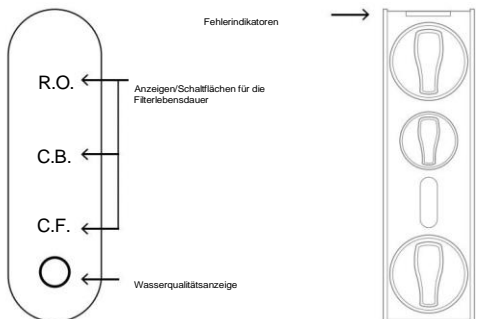 Fehlerindikatoren
R.O.
Anzeigen/Schaltflächen für die
Filterlebensdauer
C.B.
C.F.
Wasserqualitätsanzeige